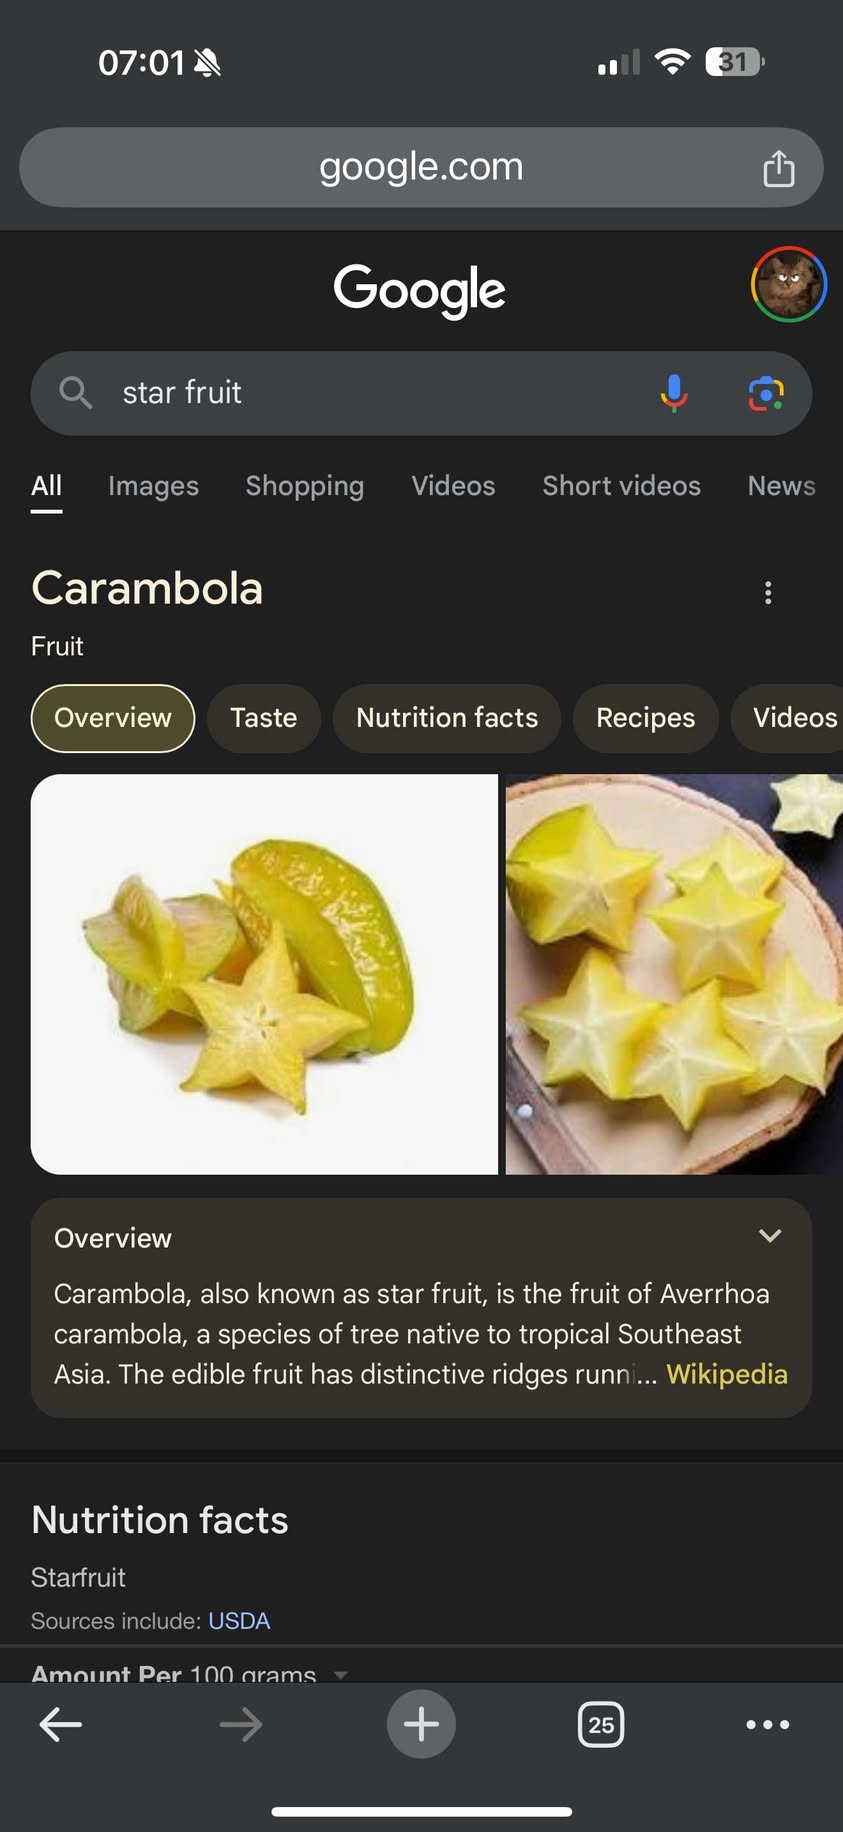 07:01
31
google.com
Google
star fruit
All Images Shopping Videos Short videos News
Carambola
Fruit
Overview Taste Nutrition facts Recipes Videos
Overview
Carambola, also known as star fruit, is the fruit of Averrhoa
carambola, a species of tree native to tropical Southeast
Asia. The edible fruit has distinctive ridges runni... Wikipedia
Nutrition facts
Starfruit
Sources include: USDA
Amount Per 100 grams
25